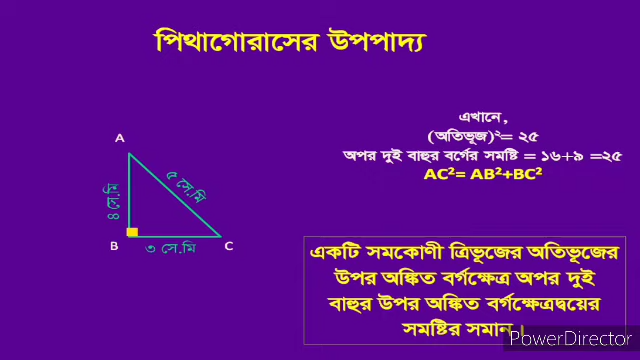 পিথাগোরাসের উপপাদ্য
এখানে,
(অতিভূজ)²= ২৫
অপর দুই বাহুর বর্গের সমষ্টি = ১৬+৯ =২৫
AC²= AB²+BC²
A
৪ সে.মি
৫ সে.মি
B
৩ সে.মি
C
একটি সমকোণী ত্রিভূজের অতিভূজের
উপর অঙ্কিত বর্গক্ষেত্র অপর দুই
বাহুর উপর অঙ্কিত বর্গক্ষেত্রদ্বয়ের
সমষ্টির সমান।
PowerDirector